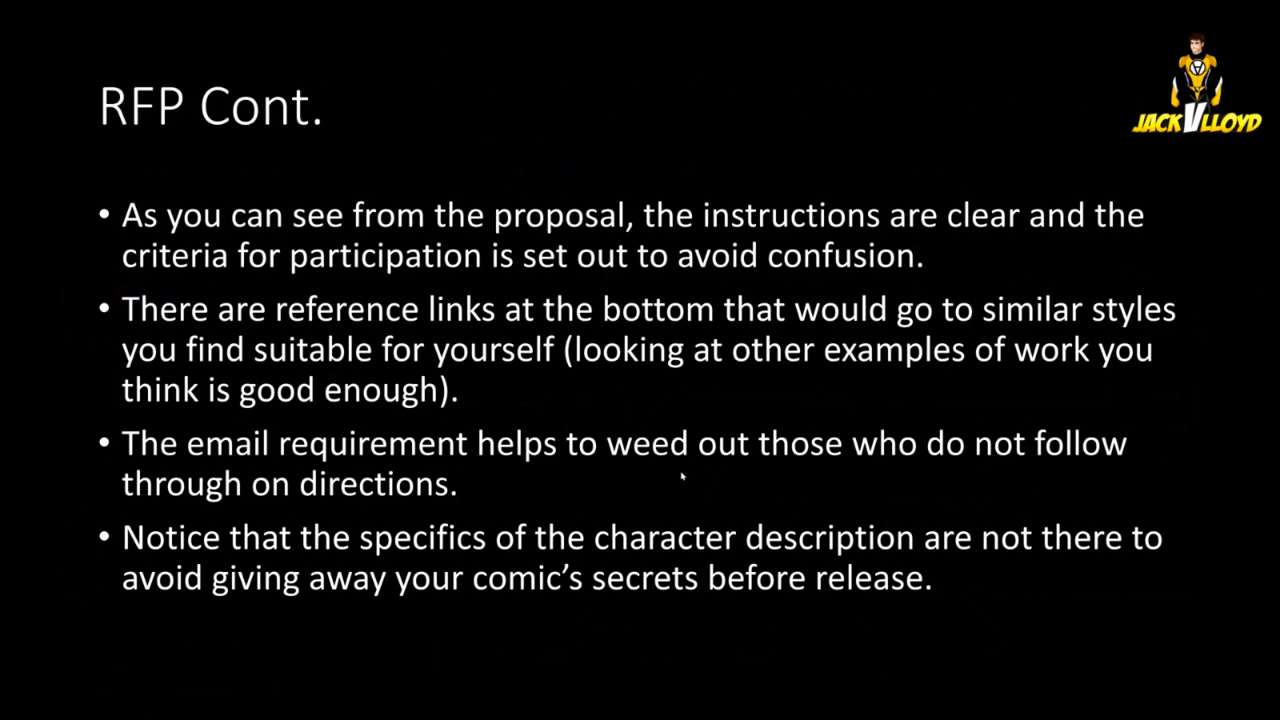 RFP Cont.
JACK V LLOYD
• As you can see from the proposal, the instructions are clear and the
criteria for participation is set out to avoid confusion.
• There are reference links at the bottom that would go to similar styles
you find suitable for yourself (looking at other examples of work you
think is good enough).
• The email requirement helps to weed out those who do not follow
through on directions.
• Notice that the specifics of the character description are not there to
avoid giving away your comic’s secrets before release.